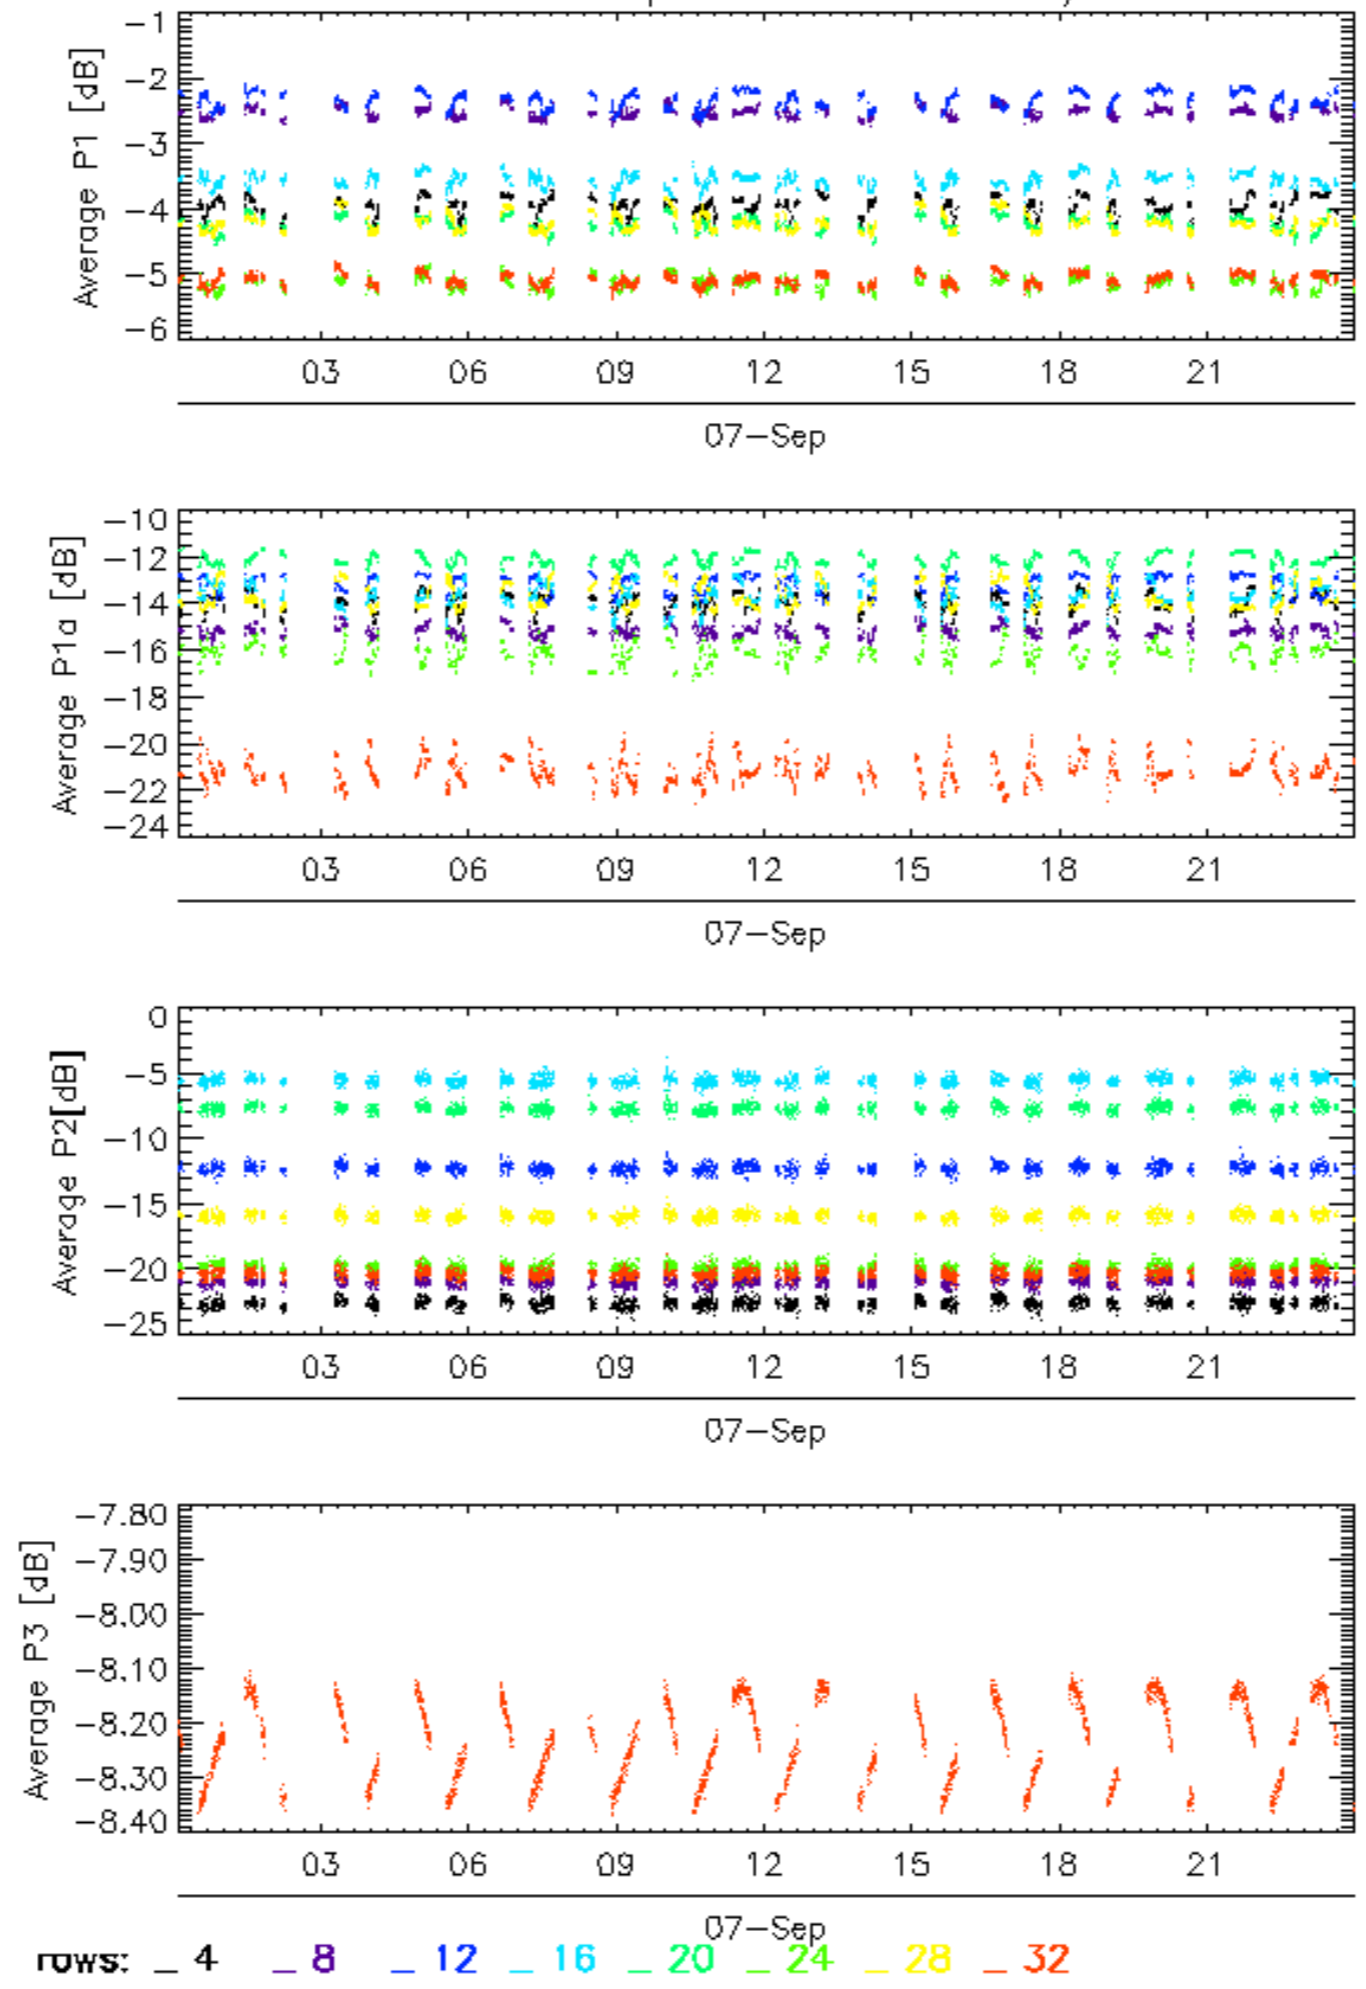 Average P1 [dB]
-1
-2
-3
-4
-5
-6
03 06 09 12 15 18 21
07-Sep
Average P1a [dB]
-10
-12
-14
-16
-18
-20
-22
-24
03 06 09 12 15 18 21
07-Sep
Average P2[dB]
0
-5
-10
-15
-20
-25
03 06 09 12 15 18 21
07-Sep
Average P3 [dB]
-7.80
-7.90
-8.00
-8.10
-8.20
-8.30
-8.40
03 06 09 12 15 18 21
07-Sep
rows: _ 4 _ 8 _ 12 _ 16 _ 20 _ 24 _ 28 _ 32